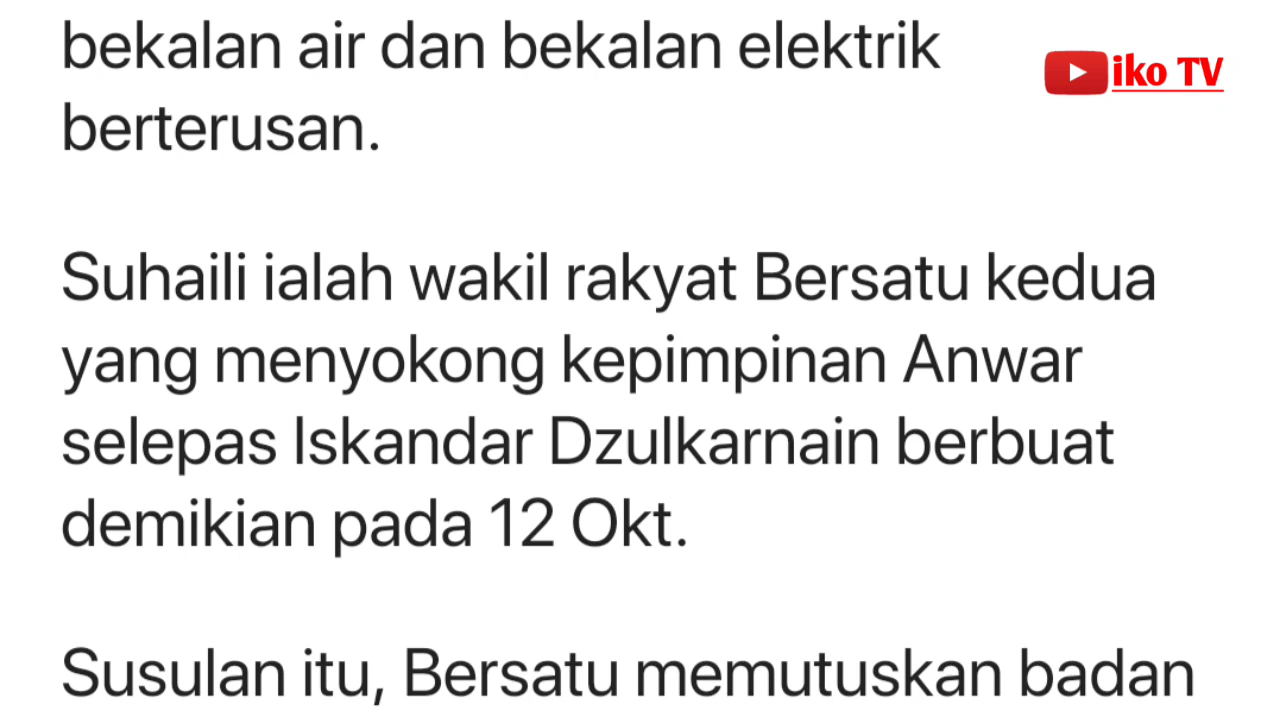 bekalan air dan bekalan elektrik
iko TV
berterusan.
Suhaili ialah wakil rakyat Bersatu kedua
yang menyokong kepimpinan Anwar
selepas Iskandar Dzulkarnain berbuat
demikian pada 12 Okt.
Susulan itu, Bersatu memutuskan badan